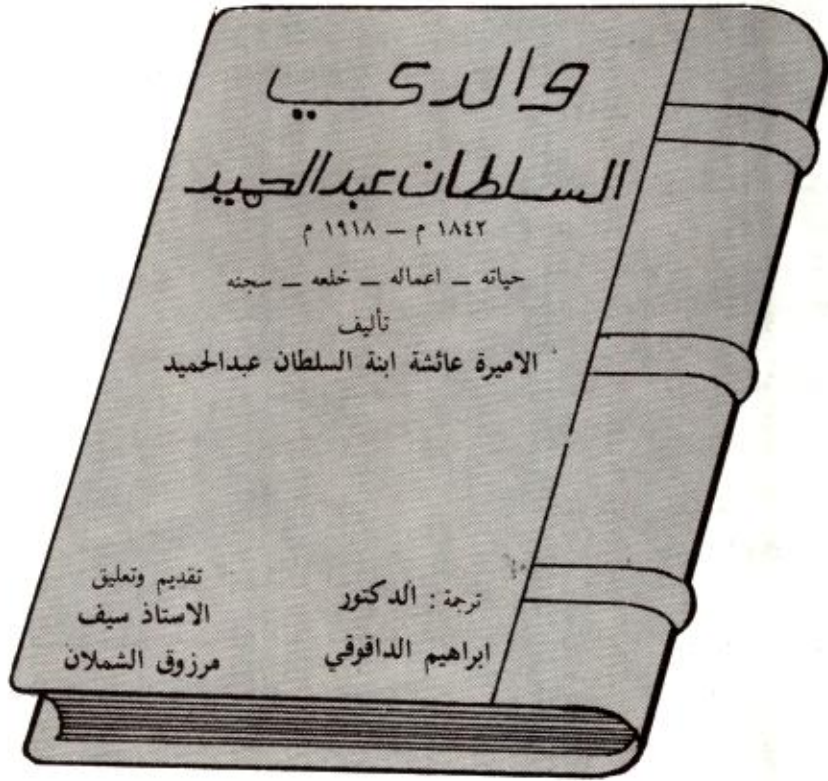 والدي
السلطان عبدالحميد
١٨٤٢ م — ١٩١٨ م
حياته — اعماله — خلعه — سجنه
تأليف
الاميرة عائشة ابنة السلطان عبدالحميد
ترجمة : الدكتور
ابراهيم الداقوقي
تقديم وتعليق
الاستاذ سيف
مرزوق الشملان